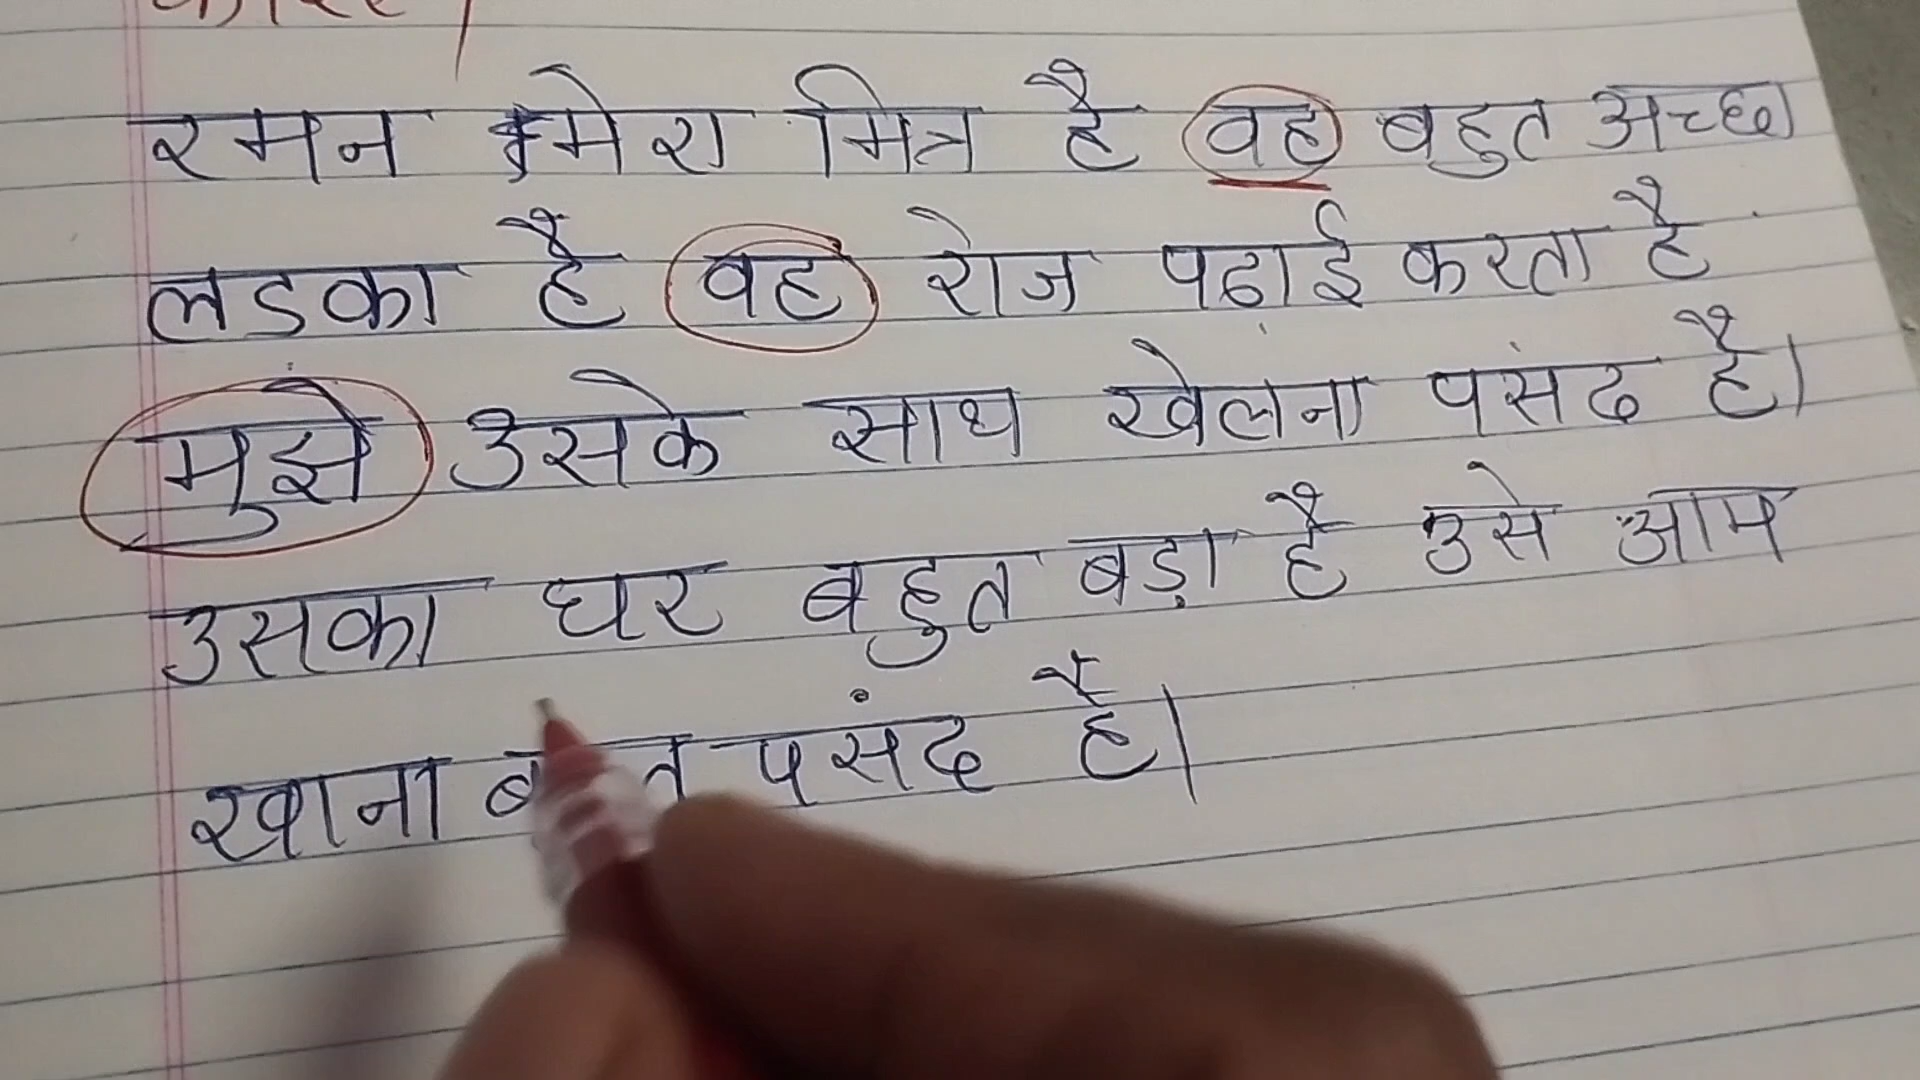 रमन मेरा मित्र है वह बहुत अच्छा
लडका है वह रोज पढाई करता है
मुझे उसके साथ खेलना पसंद है।
उसका घर बहुत बड़ा है उसे आम
खाना पसंद है।